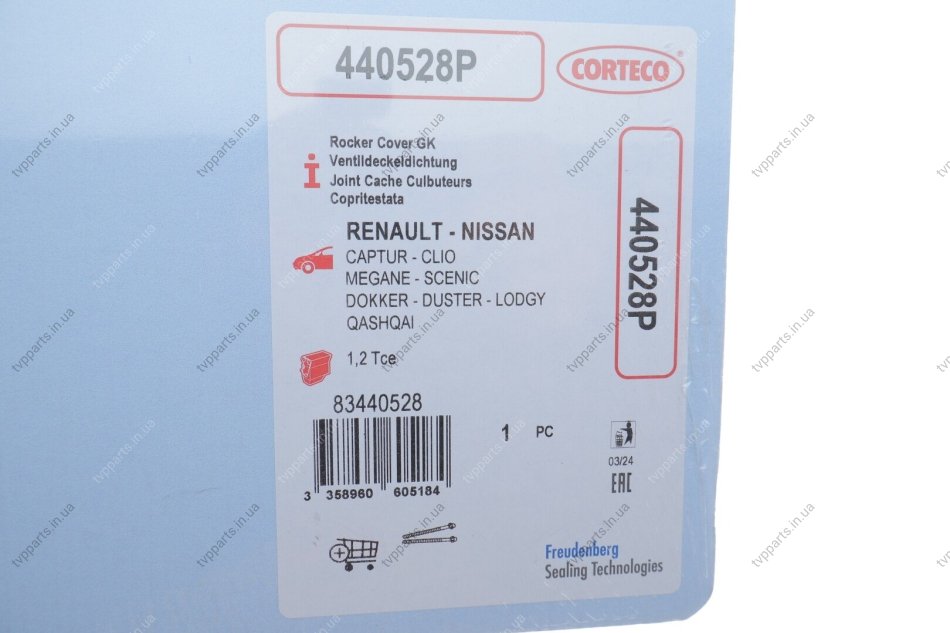 440528P
CORTECO®
Rocker Cover GK
Ventildeckeldichtung
Joint Cache Culbuteurs
Copritestata
RENAULT - NISSAN
CAPTUR - CLIO
MEGANE - SCENIC
DOKKER - DUSTER - LODGY
QASHQAI
1,2 Tce
440528P
83440528
3 358960 605184
1 PC
03/24
EAC
Freudenberg
Sealing Technologies
tvpparts.in.ua